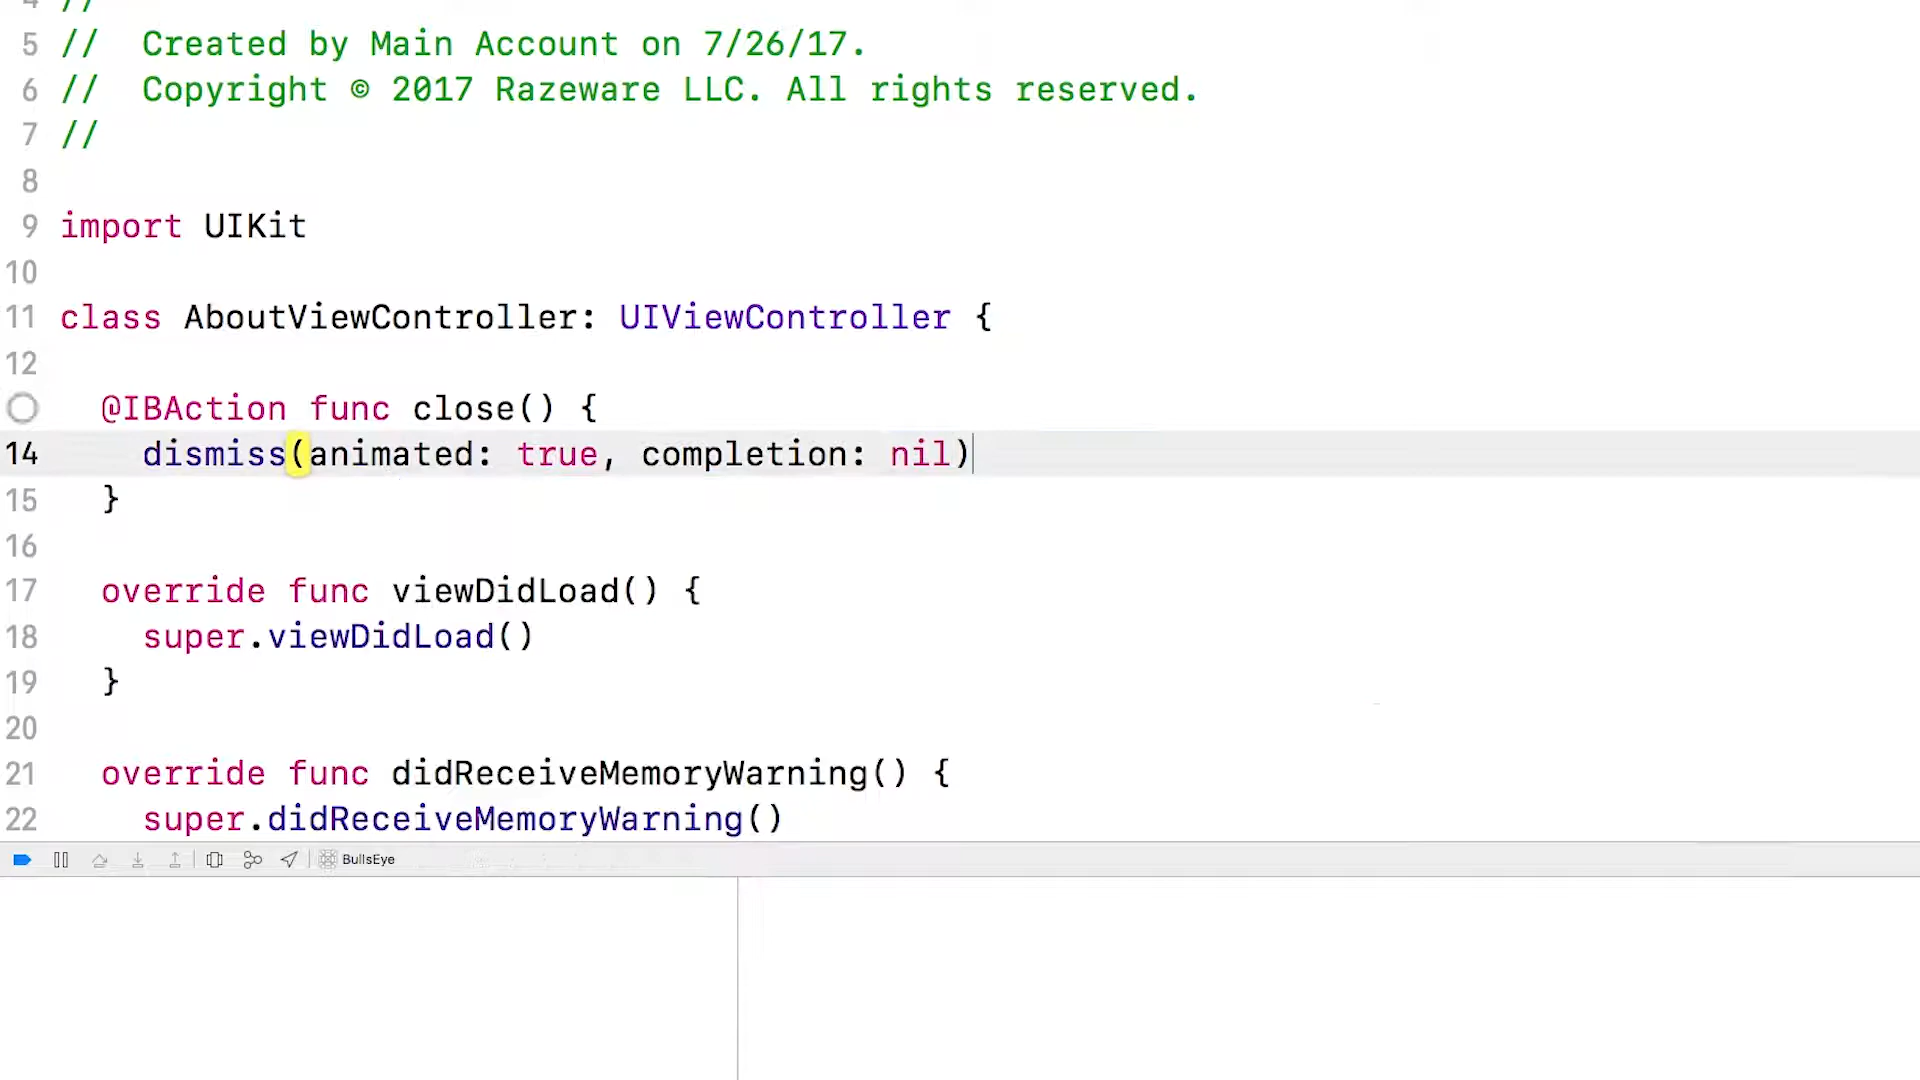 4 //
5 //  Created by Main Account on 7/26/17.
6 //  Copyright © 2017 Razeware LLC. All rights reserved.
7 //
8
9 import UIKit
10
11 class AboutViewController: UIViewController {
12
@IBAction func close() {
14 dismiss(animated: true, completion: nil)
15 }
16
17 override func viewDidLoad() {
18 super.viewDidLoad()
19 }
20
21 override func didReceiveMemoryWarning() {
22 super.didReceiveMemoryWarning()
BullsEye